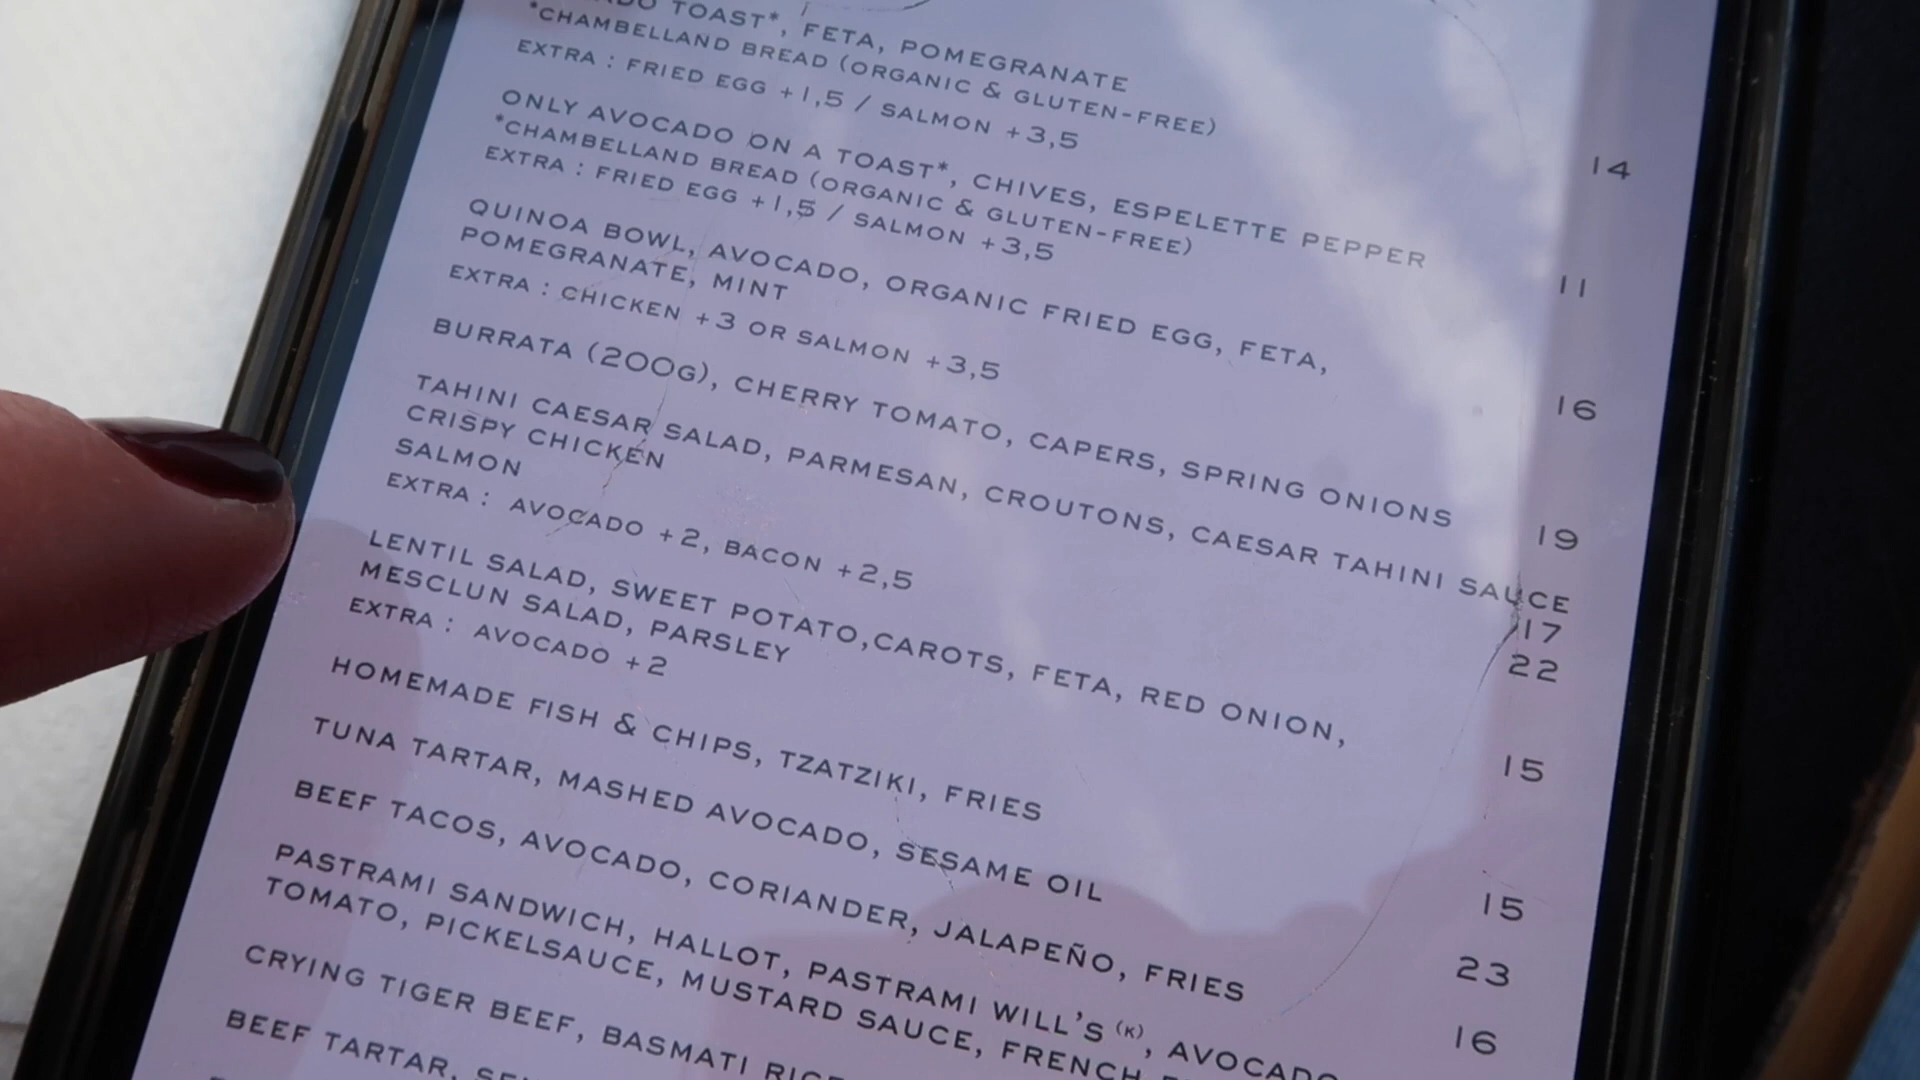 TOAST*, FETA, POMEGRANATE
*CHAMBELLAND BREAD (ORGANIC & GLUTEN-FREE)
EXTRA : FRIED EGG +1,5 / SALMON +3,5
14
ONLY AVOCADO ON A TOAST*, CHIVES, ESPELETTE PEPPER
*CHAMBELLAND BREAD (ORGANIC & GLUTEN-FREE)
EXTRA : FRIED EGG +1,5 / SALMON +3,5
11
QUINOA BOWL, AVOCADO, ORGANIC FRIED EGG, FETA,
POMEGRANATE, MINT
EXTRA : CHICKEN +3 OR SALMON +3,5
16
BURRATA (200G), CHERRY TOMATO, CAPERS, SPRING ONIONS
19
TAHINI CAESAR SALAD, PARMESAN, CROUTONS, CAESAR TAHINI SAUCE
CRISPY CHICKEN 17
SALMON 22
EXTRA : AVOCADO +2, BACON +2,5
LENTIL SALAD, SWEET POTATO,CAROTS, FETA, RED ONION,
MESCLUN SALAD, PARSLEY
EXTRA : AVOCADO +2
15
HOMEMADE FISH & CHIPS, TZATZIKI, FRIES
15
TUNA TARTAR, MASHED AVOCADO, SESAME OIL
23
BEEF TACOS, AVOCADO, CORIANDER, JALAPEÑO, FRIES
16
PASTRAMI SANDWICH, HALLOT, PASTRAMI WILL'S (K), AVOCADO
TOMATO, PICKELSAUCE, MUSTARD SAUCE, FRENCH
CRYING TIGER BEEF, BASMATI RICE
BEEF TARTAR,